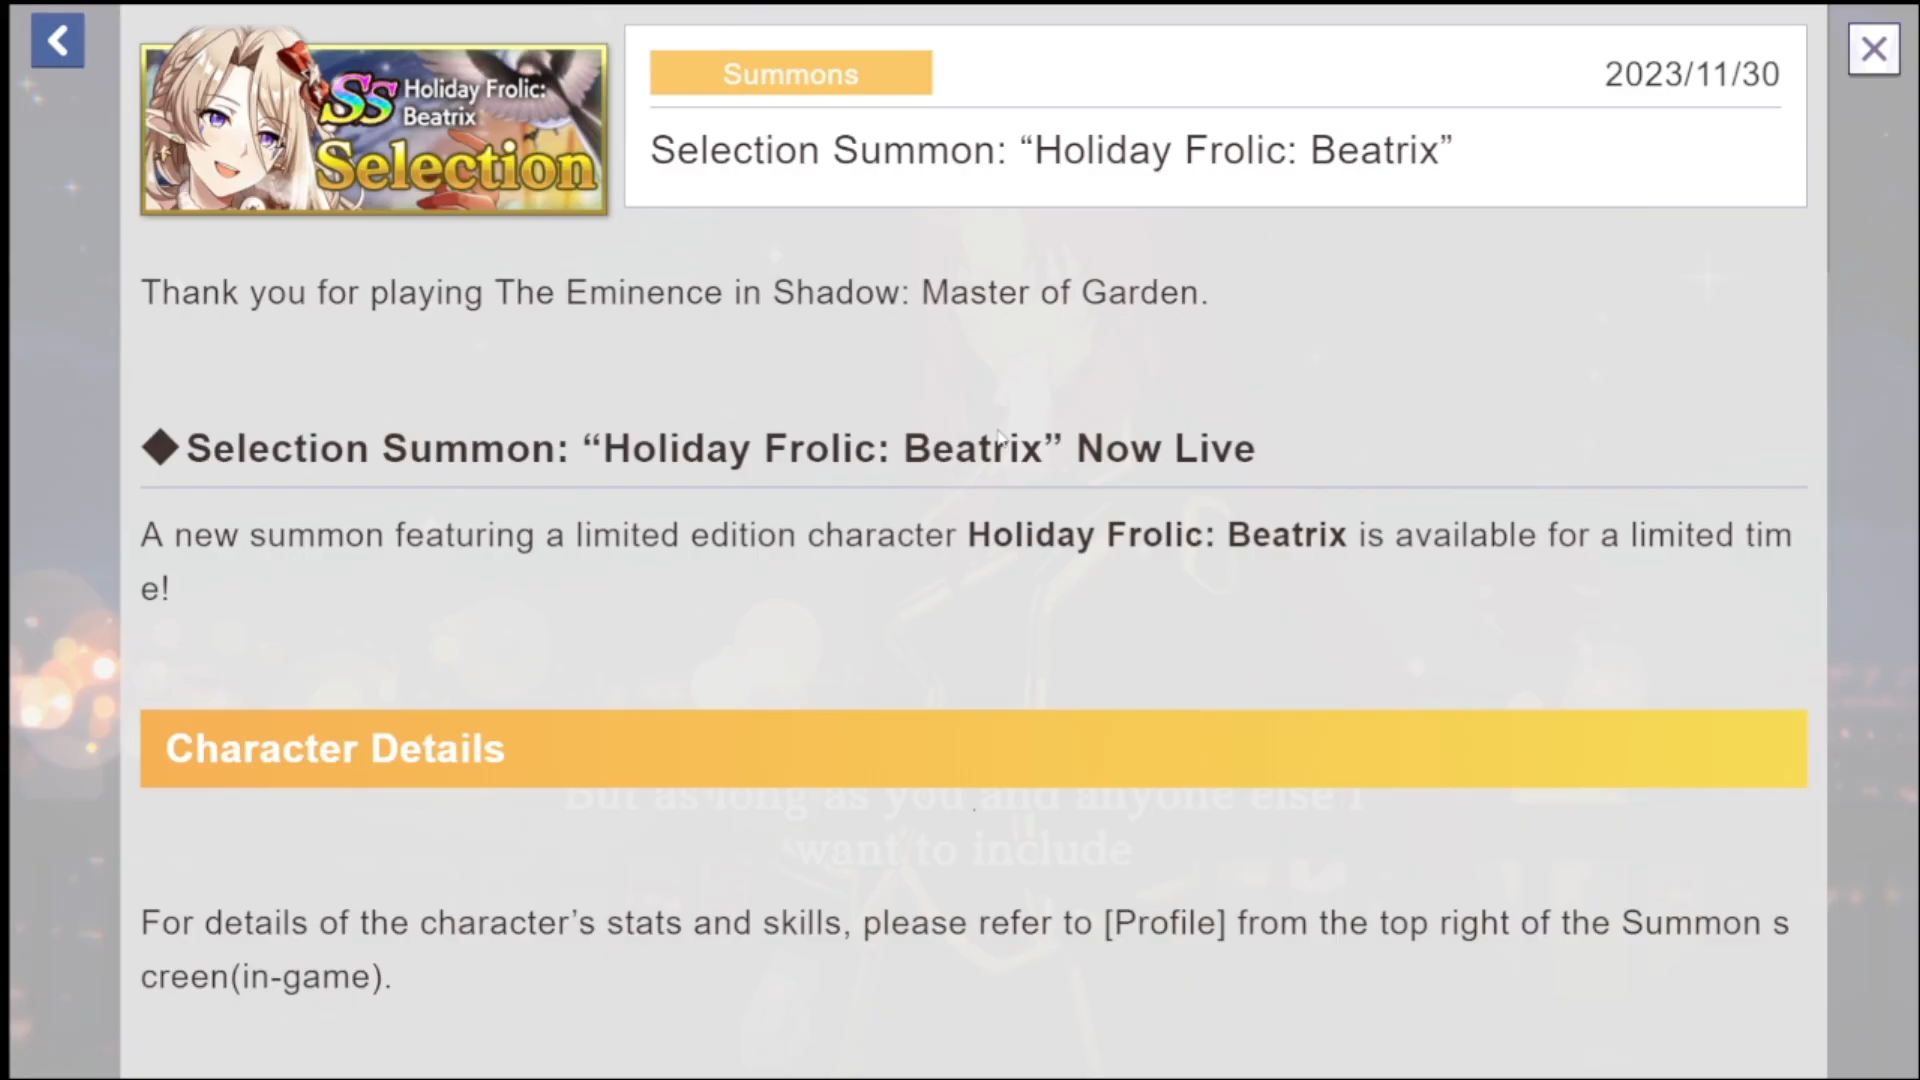 Ss Holiday Frolic:
Beatrix
Selection
Summons
2023/11/30
Selection Summon: “Holiday Frolic: Beatrix”
Thank you for playing The Eminence in Shadow: Master of Garden.
◆Selection Summon: “Holiday Frolic: Beatrix” Now Live
A new summon featuring a limited edition character Holiday Frolic: Beatrix is available for a limited tim
e!
Character Details
But as long as you and anyone else I
want to include
For details of the character’s stats and skills, please refer to [Profile] from the top right of the Summon s
creen(in-game).